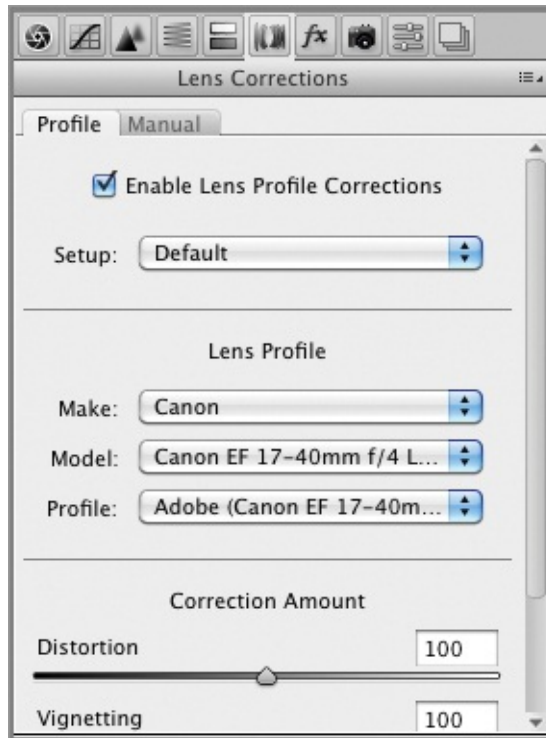 fx
Lens Corrections
Profile Manual
Enable Lens Profile Corrections
Setup: Default
Lens Profile
Make: Canon
Model: Canon EF 17-40mm f/4 L...
Profile: Adobe (Canon EF 17-40m...
Correction Amount
Distortion 100
Vignetting 100